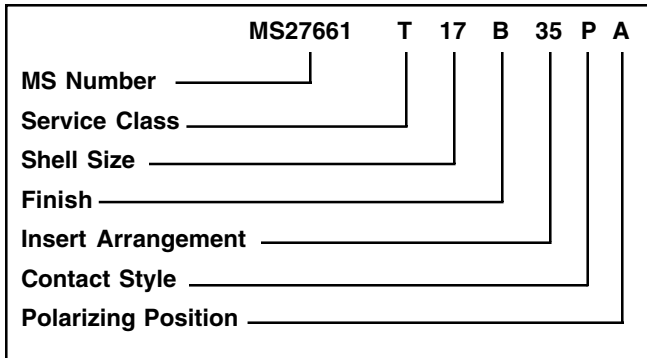 MS27661 T 17 B 35 P A
MS Number
Service Class
Shell Size
Finish
Insert Arrangement
Contact Style
Polarizing Position